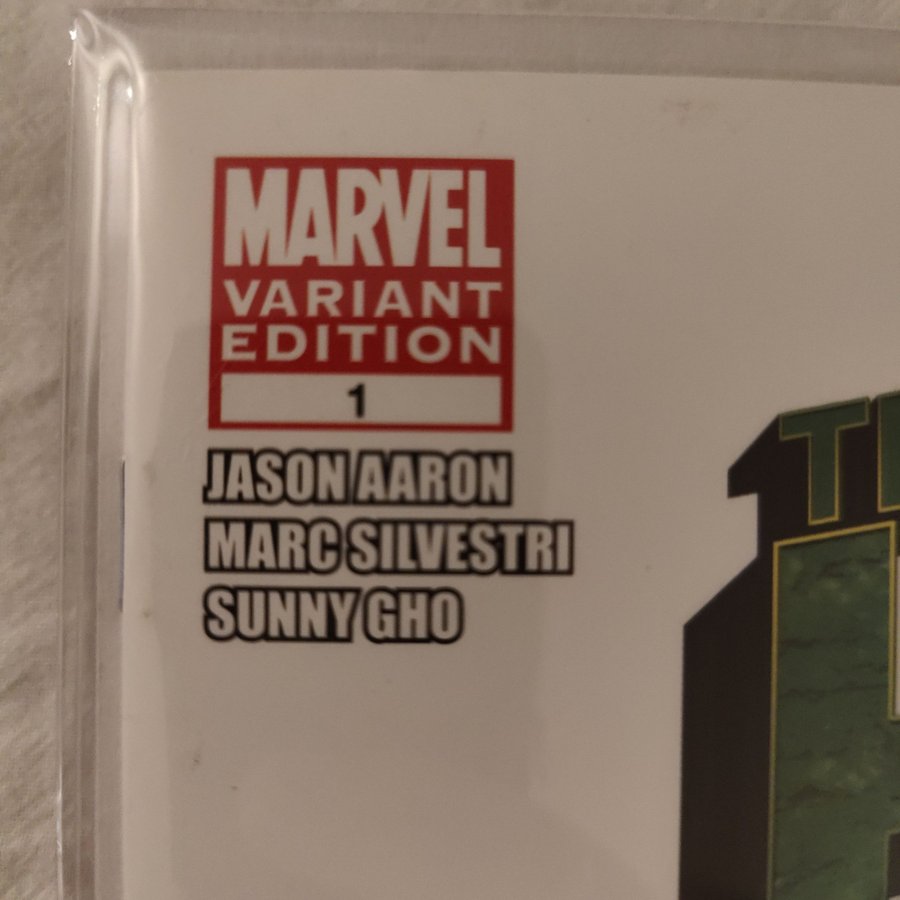 MARVEL
VARIANT
EDITION
1
JASON AARON
MARC SILVESTRI
SUNNY GHO